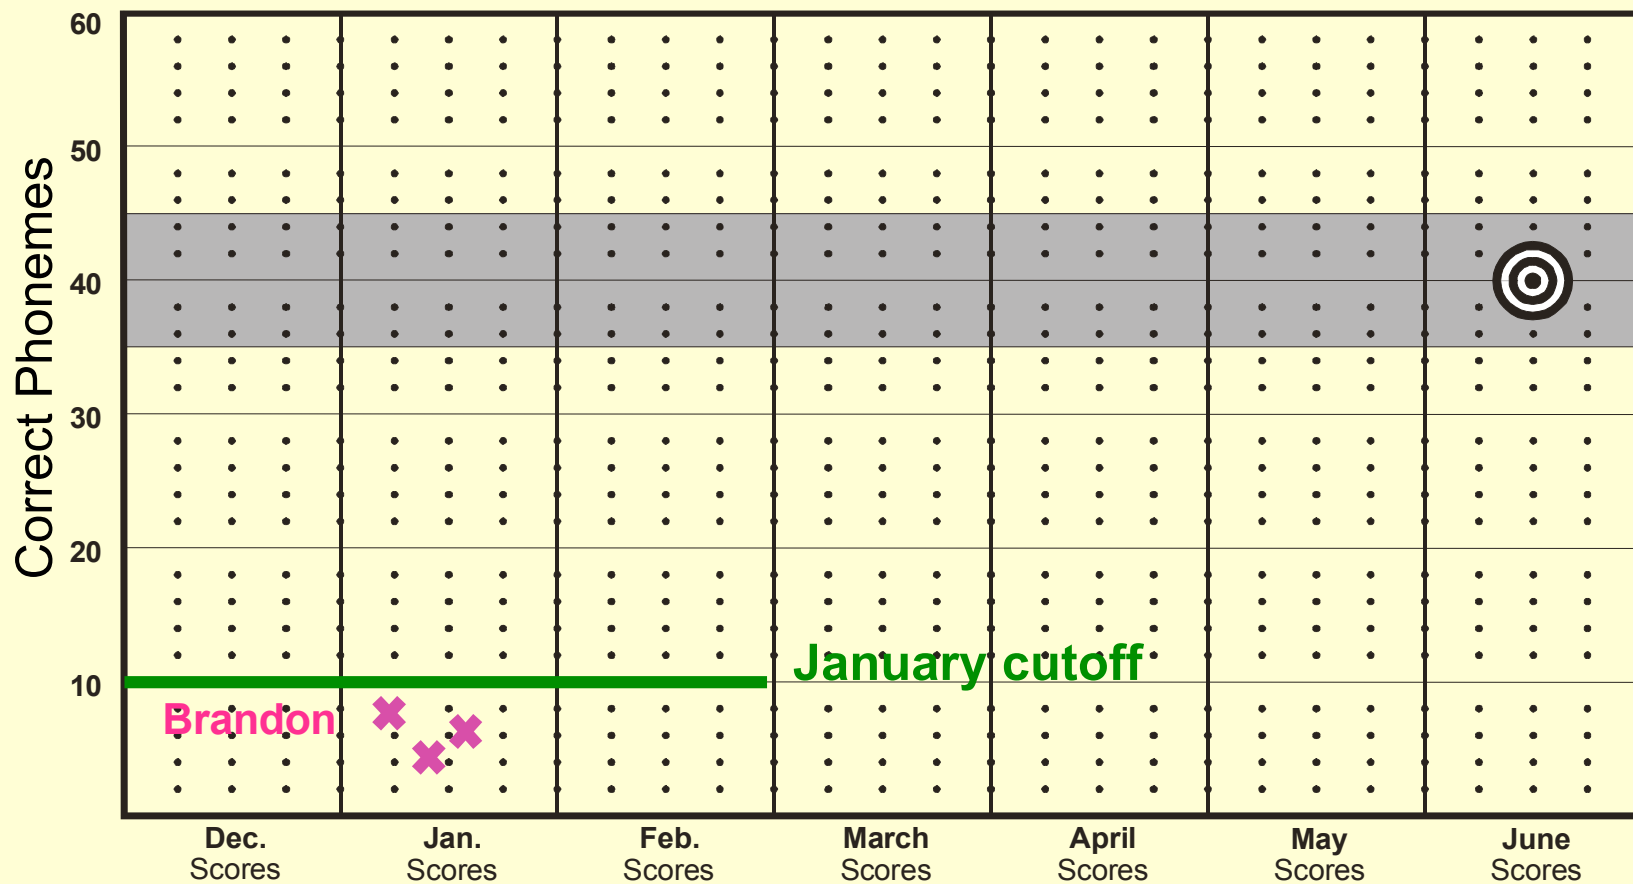 60
50
40
30
20
10
Correct Phonemes
January cutoff
Brandon
Dec.
Scores
Jan.
Scores
Feb.
Scores
March
Scores
April
Scores
May
Scores
June
Scores